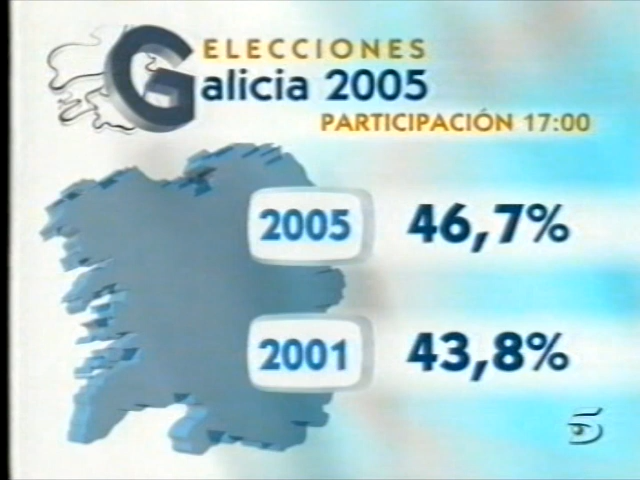 ELECCIONES
Galicia 2005
PARTICIPACIÓN 17:00
2005 46,7%
2001 43,8%
5